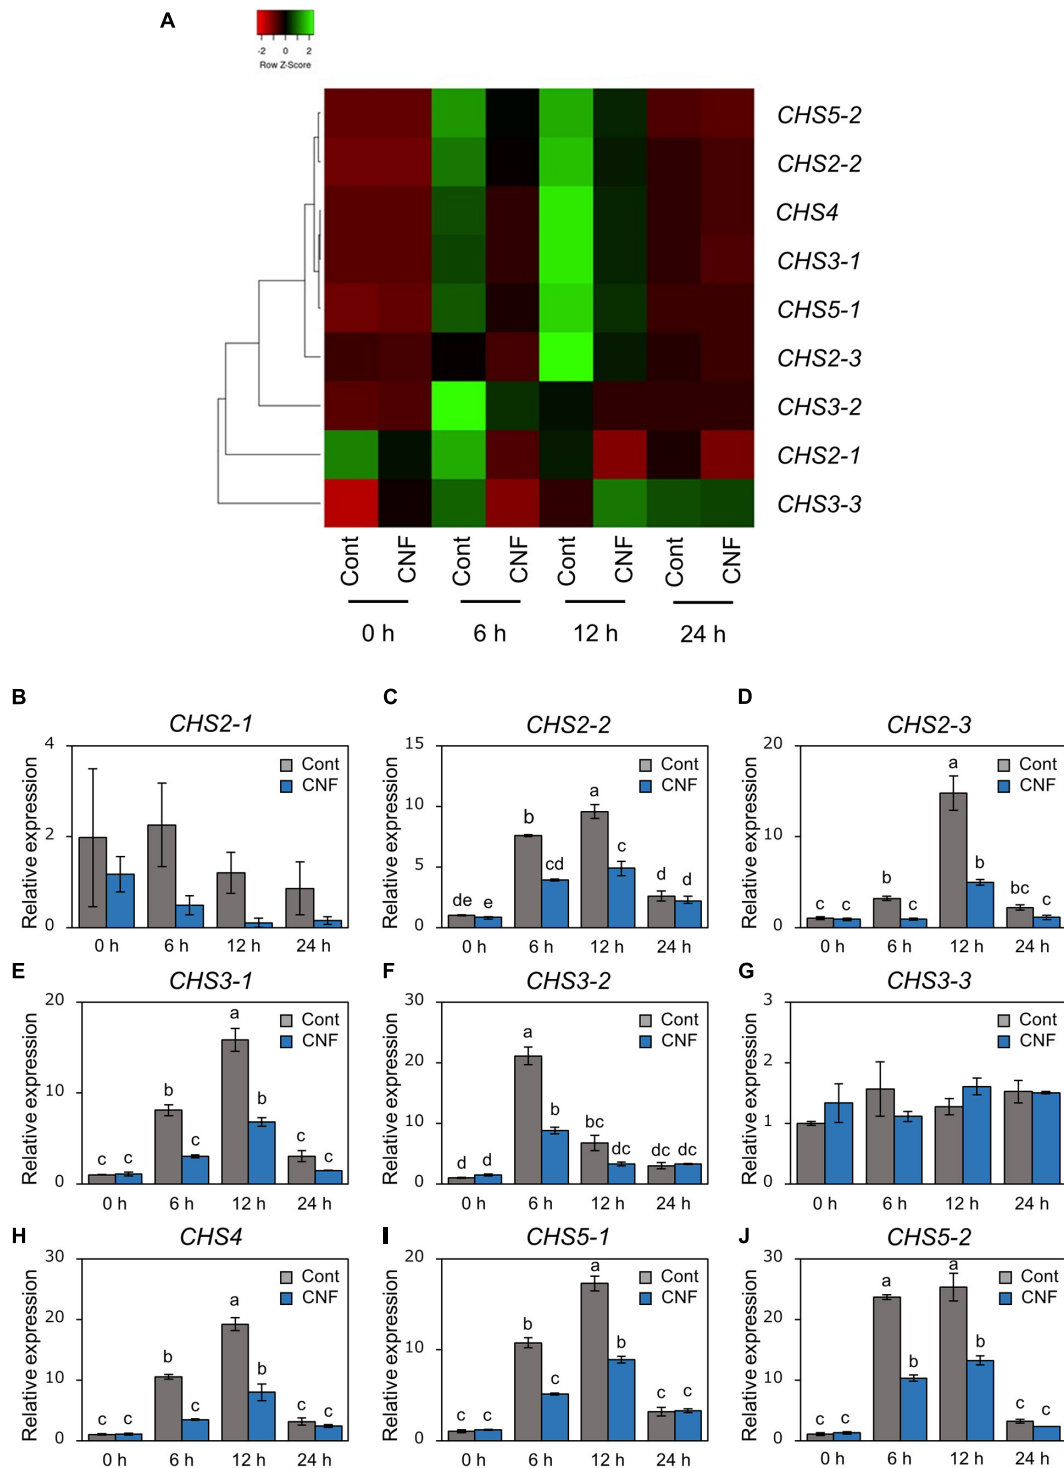 A
-2 0 2
Row Z-Score
CHS5-2
CHS2-2
CHS4
CHS3-1
CHS5-1
CHS2-3
CHS3-2
CHS2-1
CHS3-3
Cont CNF Cont CNF Cont CNF Cont CNF
0 h 6 h 12 h 24 h
B
CHS2-1
Relative expression
4
2
0
Cont
CNF
0 h 6 h 12 h 24 h
C
CHS2-2
Relative expression
15
10
5
0
Cont
CNF
de e b cd a c d d
0 h 6 h 12 h 24 h
D
CHS2-3
Relative expression
20
10
0
Cont
CNF
c c b c a b bc c
0 h 6 h 12 h 24 h
E
CHS3-1
Relative expression
20
10
0
Cont
CNF
c c b c a b c c
0 h 6 h 12 h 24 h
F
CHS3-2
Relative expression
30
20
10
0
Cont
CNF
d d a b bc dc dc dc
0 h 6 h 12 h 24 h
G
CHS3-3
Relative expression
3
2
1
0
Cont
CNF
0 h 6 h 12 h 24 h
H
CHS4
Relative expression
30
20
10
0
Cont
CNF
c c b c a b c c
0 h 6 h 12 h 24 h
I
CHS5-1
Relative expression
20
10
0
Cont
CNF
c c b c a b c c
0 h 6 h 12 h 24 h
J
CHS5-2
Relative expression
30
20
10
0
Cont
CNF
c c a b a b c c
0 h 6 h 12 h 24 h